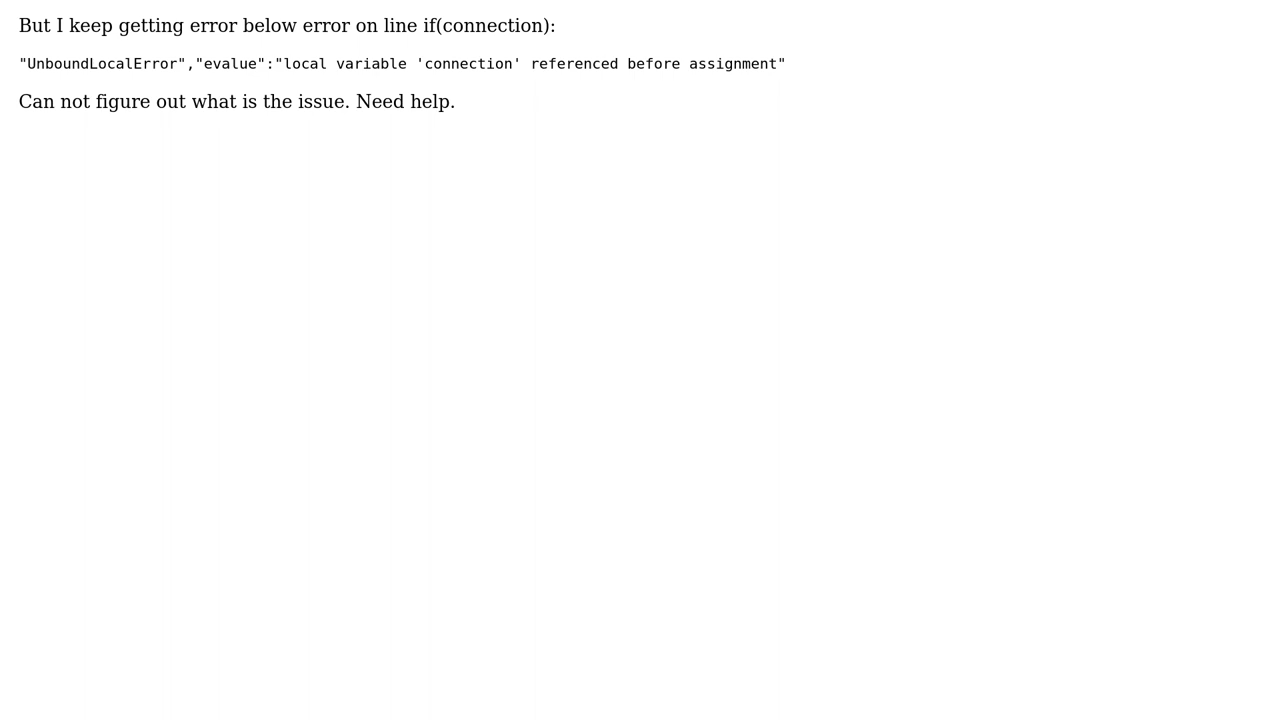 But I keep getting error below error on line if(connection):
"UnboundLocalError","evalue":"local variable 'connection' referenced before assignment"
Can not figure out what is the issue. Need help.